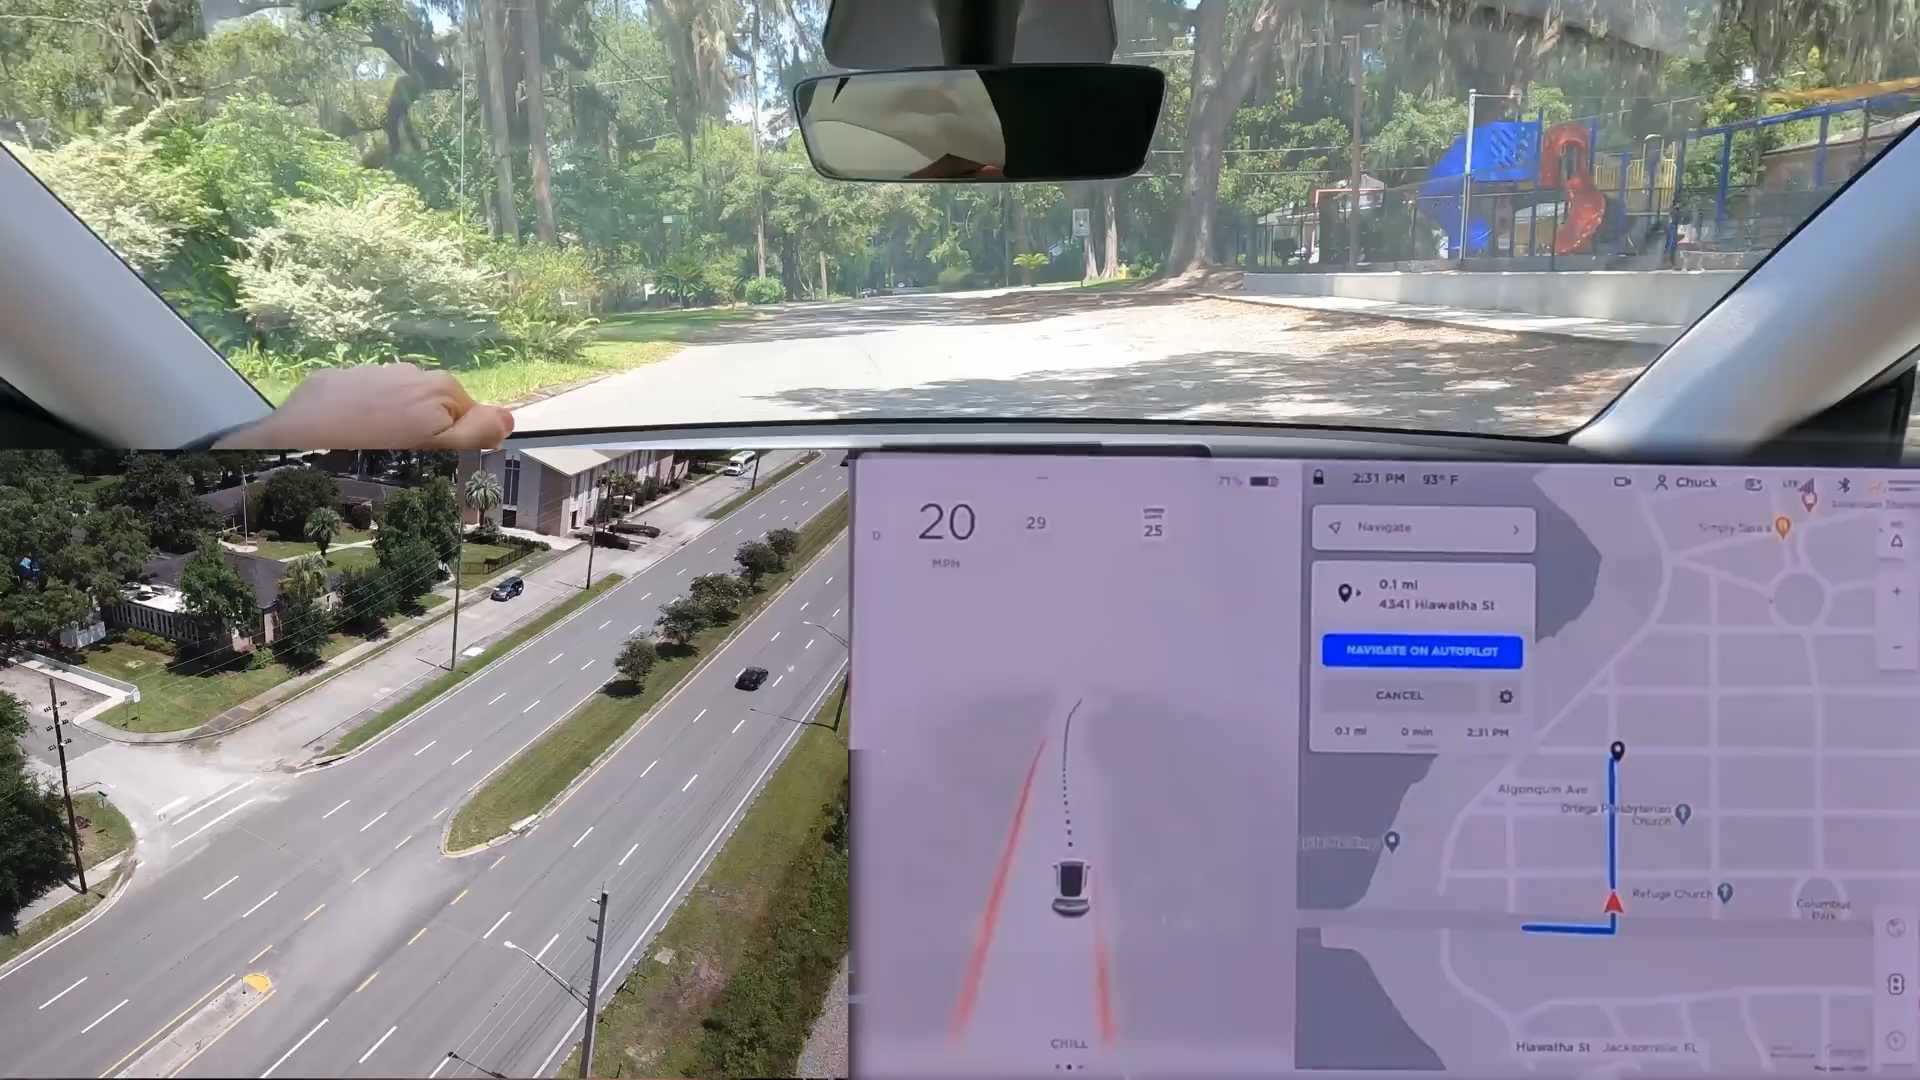 71%
20
MPH
29
25
D
2:31 PM 93° F
Chuck
LTE
Navigate
0.1 mi
4341 Hiawatha St
NAVIGATE ON AUTOPILOT
CANCEL
0.1 mi 0 min 2:31 PM
Algonquin Ave
Ortega Presbyterian
Church
Refuge Church
Columbus
Park
Hiawatha St Jacksonville, FL
CHILL